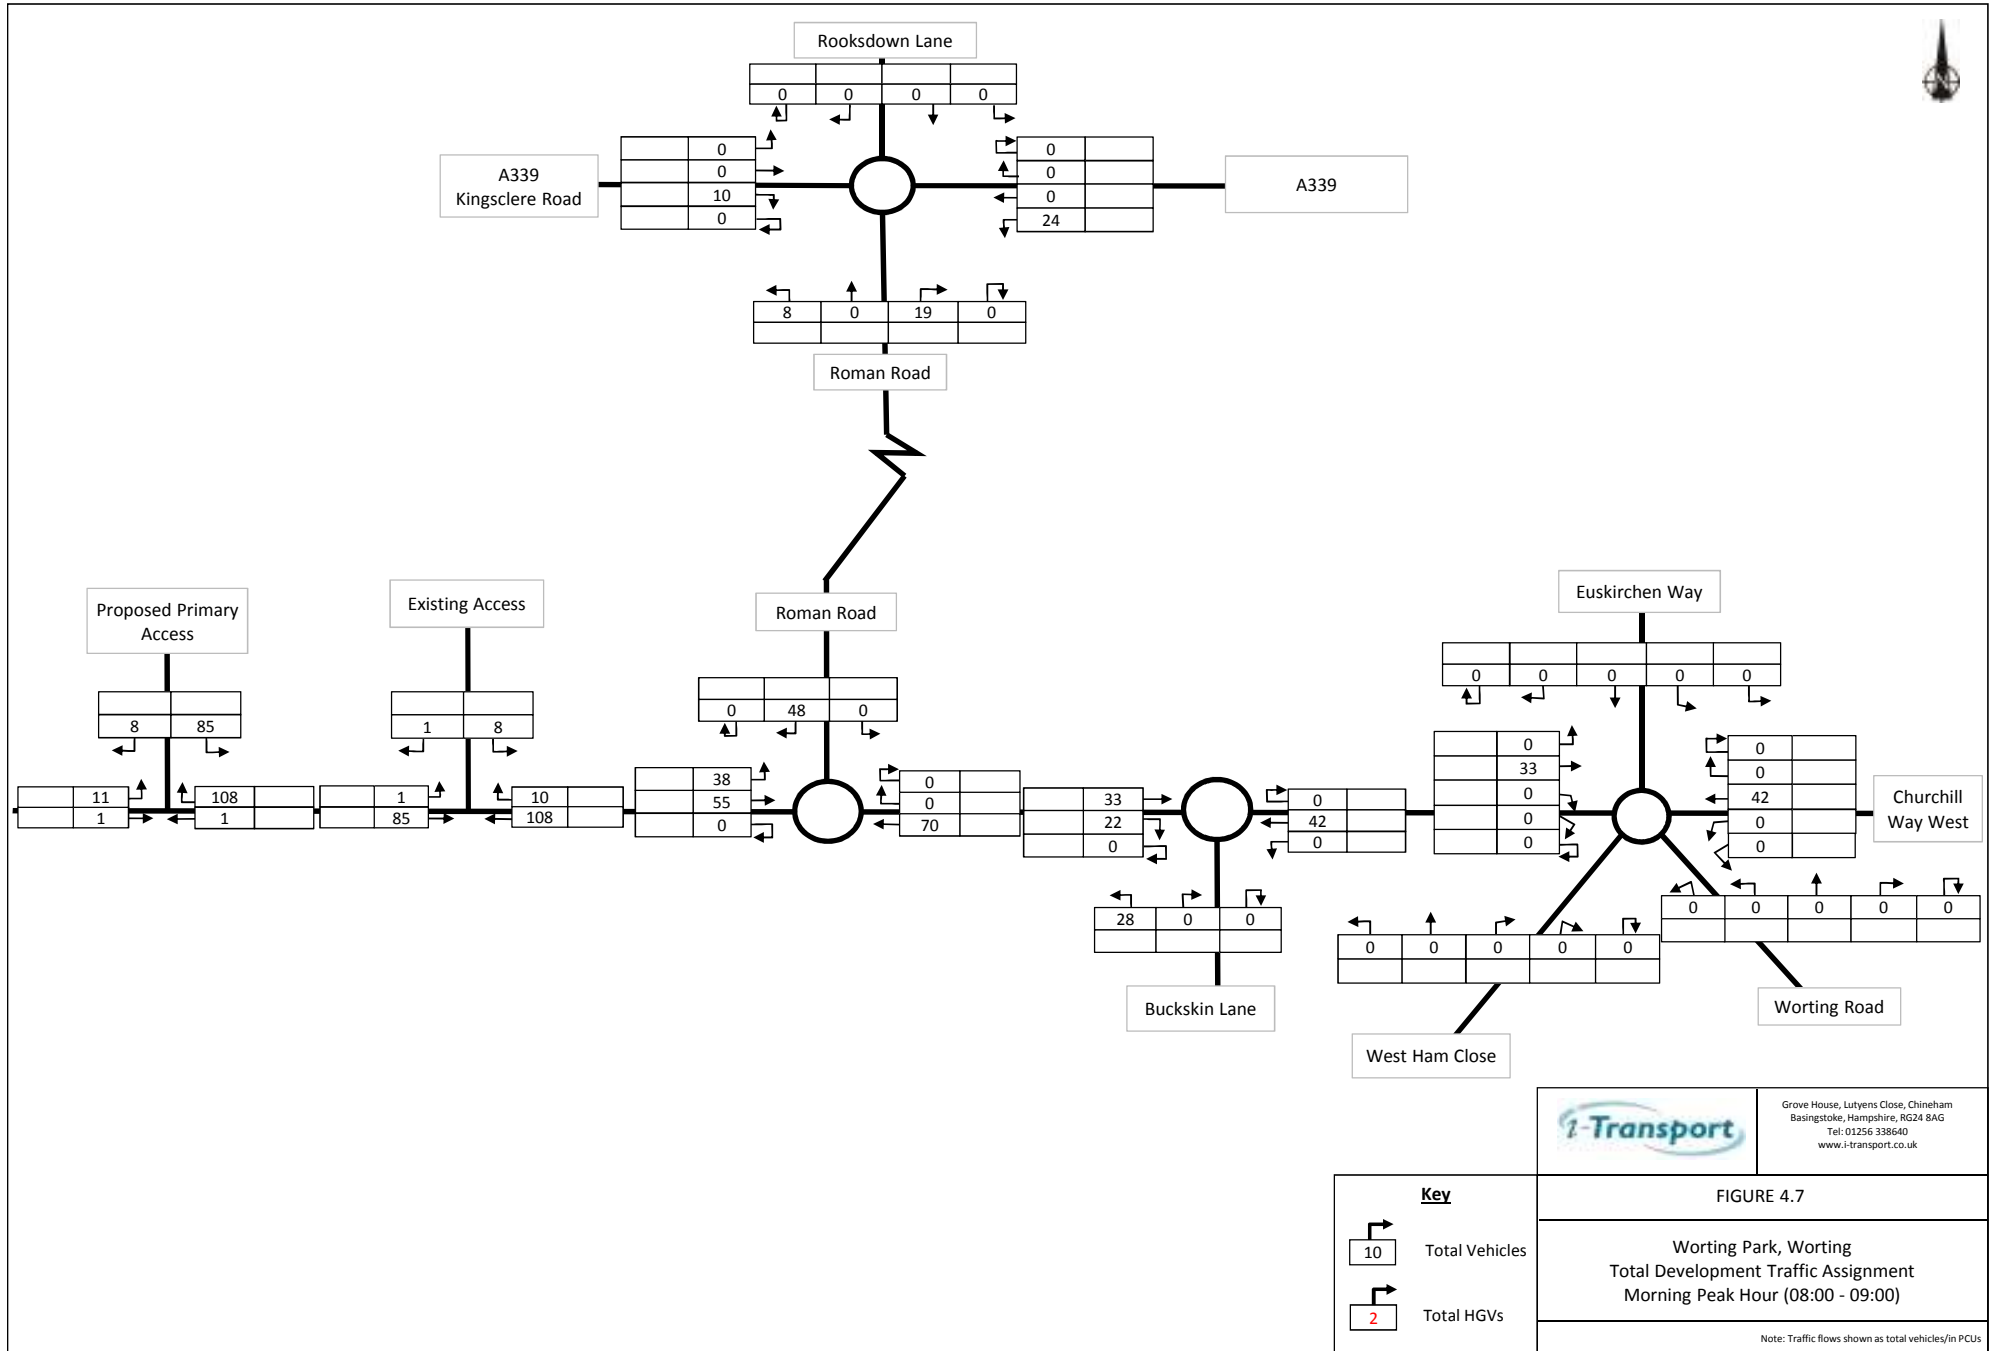 Rooksdown Lane
0 0 0 0
A339
Kingsclere Road
0
0
10
0
0
0
0
24
A339
8 0 19 0
Roman Road
Proposed Primary
Access
Existing Access
Roman Road
Euskirchen Way
8 85
1 8
0 48 0
0 0 0 0 0
11
1
108
1
1
85
10
108
38
55
0
0
0
70
33
22
0
0
42
0
0
33
0
0
0
0
0
42
0
0
Churchill
Way West
28 0 0
0 0 0 0 0
0 0 0 0 0
Buckskin Lane
West Ham Close
Worting Road
i-Transport
Grove House, Lutyens Close, Chineham
Basingstoke, Hampshire, RG24 8AG
Tel: 01256 338640
www.i-transport.co.uk
Key
10 Total Vehicles
2 Total HGVs
FIGURE 4.7
Worting Park, Worting
Total Development Traffic Assignment
Morning Peak Hour (08:00 - 09:00)
Note: Traffic flows shown as total vehicles/in PCUs
N